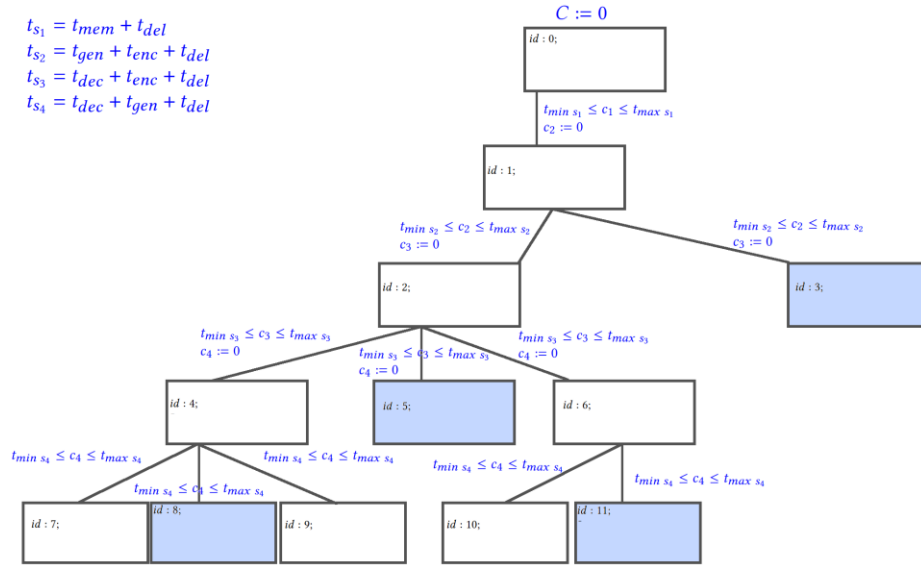 C := 0
t_{s_1} = t_{mem} + t_{del}
t_{s_2} = t_{gen} + t_{enc} + t_{del}
t_{s_3} = t_{dec} + t_{enc} + t_{del}
t_{s_4} = t_{dec} + t_{gen} + t_{del}
id : 0;
t_{min s_1} ≤ c_1 ≤ t_{max s_1}
c_2 := 0
id : 1;
t_{min s_2} ≤ c_2 ≤ t_{max s_2}
c_3 := 0
t_{min s_2} ≤ c_2 ≤ t_{max s_2}
c_3 := 0
id : 2;
id : 3;
t_{min s_3} ≤ c_3 ≤ t_{max s_3}
c_4 := 0
t_{min s_3} ≤ c_3 ≤ t_{max s_3}
c_4 := 0
t_{min s_3} ≤ c_3 ≤ t_{max s_3}
c_4 := 0
id : 4;
id : 5;
id : 6;
t_{min s_4} ≤ c_4 ≤ t_{max s_4}
t_{min s_4} ≤ c_4 ≤ t_{max s_4}
t_{min s_4} ≤ c_4 ≤ t_{max s_4}
t_{min s_4} ≤ c_4 ≤ t_{max s_4}
t_{min s_4} ≤ c_4 ≤ t_{max s_4}
id : 7;
id : 8;
id : 9;
id : 10;
id : 11;